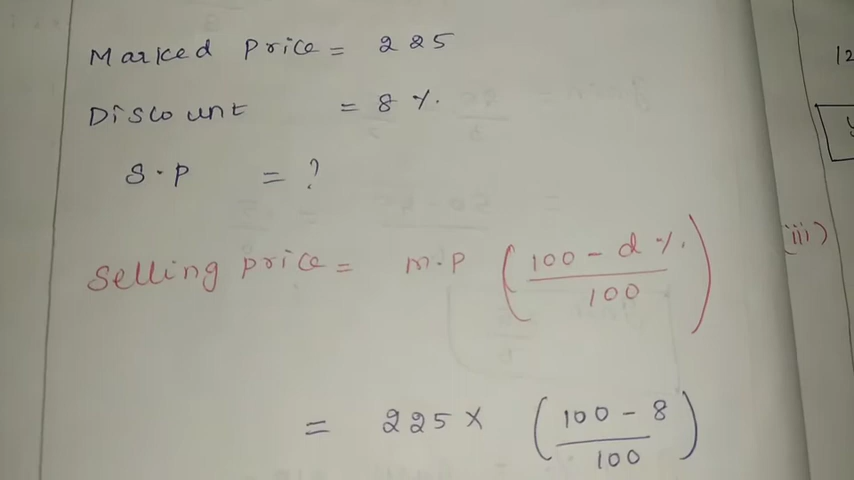 Marked Price = 225
Discount = 8 %.
S.P = ?
Selling price = m.p ( 100 - d %. / 100 )
(iii)
= 225 x ( 100 - 8 / 100 )
12